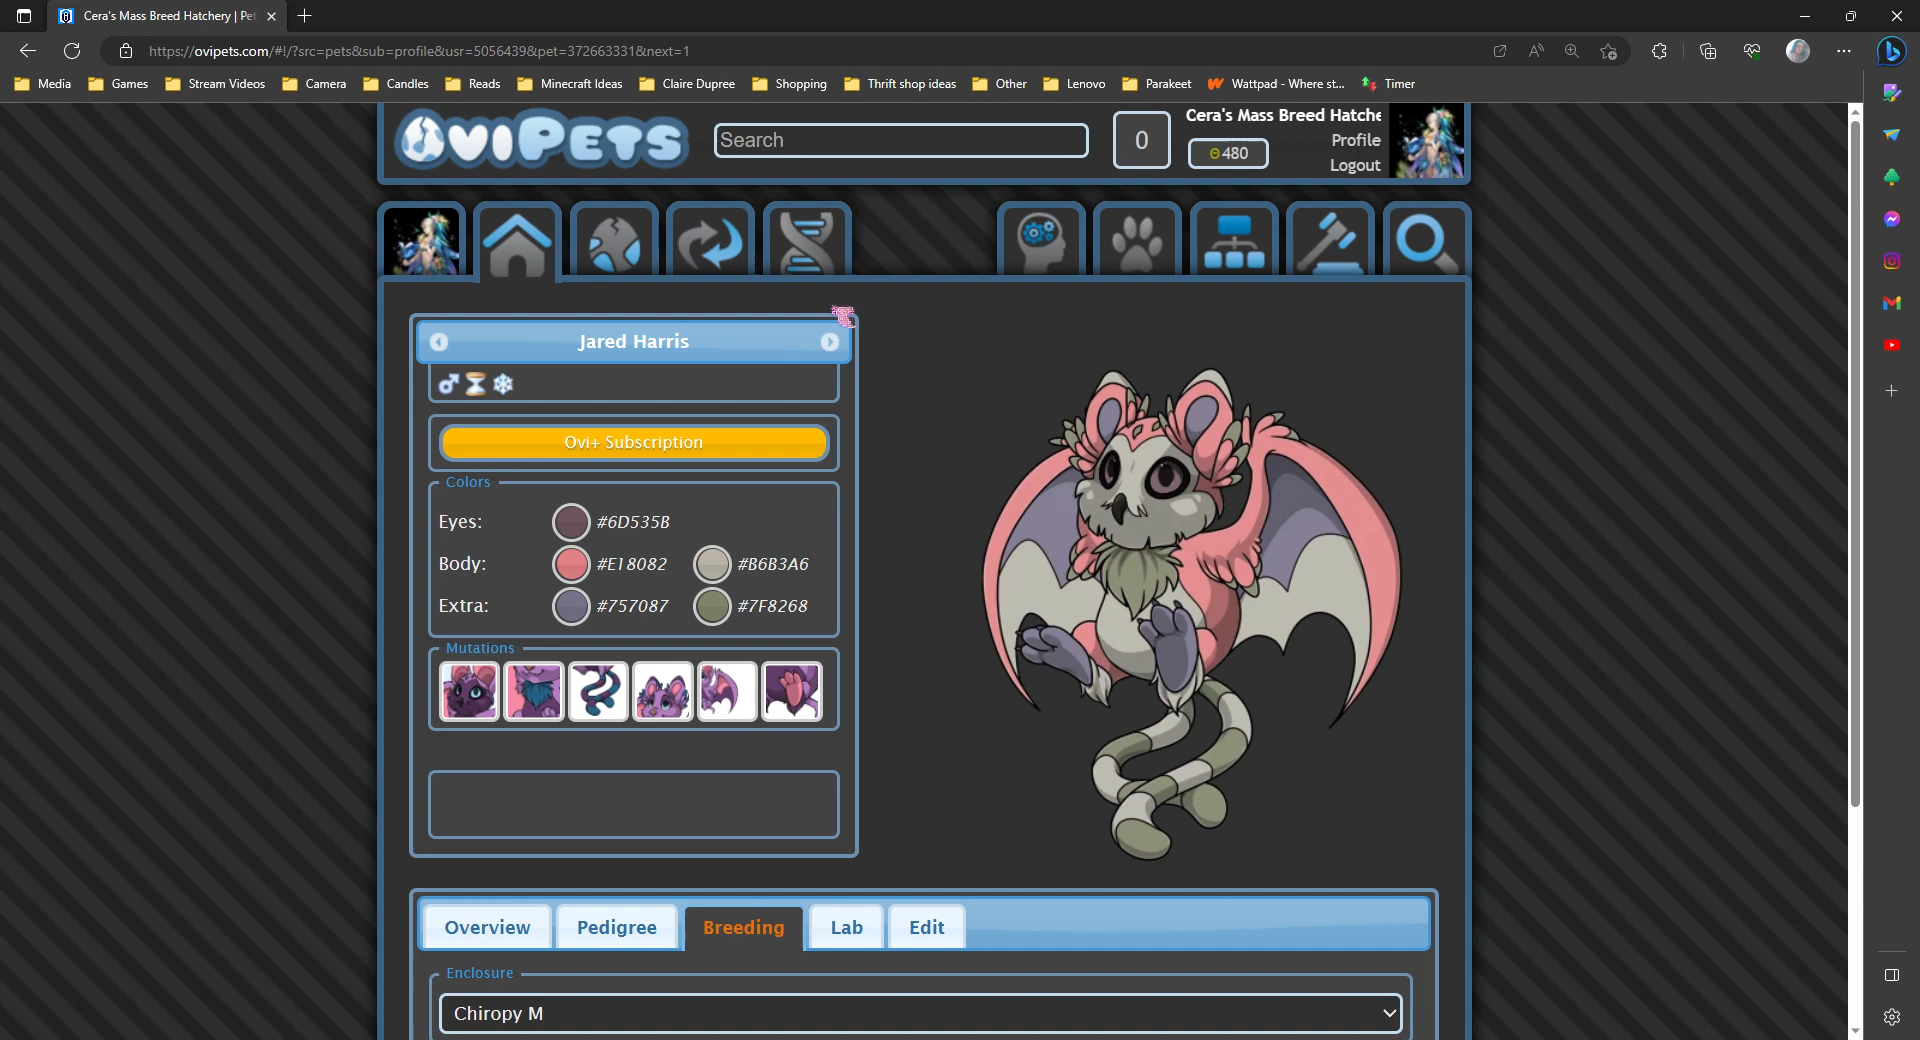 Cera's Mass Breed Hatchery | Pet
https://ovipets.com/#!/?src=pets&sub=profile&usr=5056439&pet=372663331&next=1
Media Games Stream Videos Camera Candles Reads Minecraft Ideas Claire Dupree Shopping Thrift shop ideas Other Lenovo Parakeet Wattpad - Where st... Timer
OviPets
Search
0
Cera's Mass Breed Hatche
480
Profile
Logout
Jared Harris
Ovi+ Subscription
Colors
Eyes: #6D535B
Body: #E18082 #B6B3A6
Extra: #757087 #7F8268
Mutations
Overview Pedigree Breeding Lab Edit
Enclosure
Chiropy M